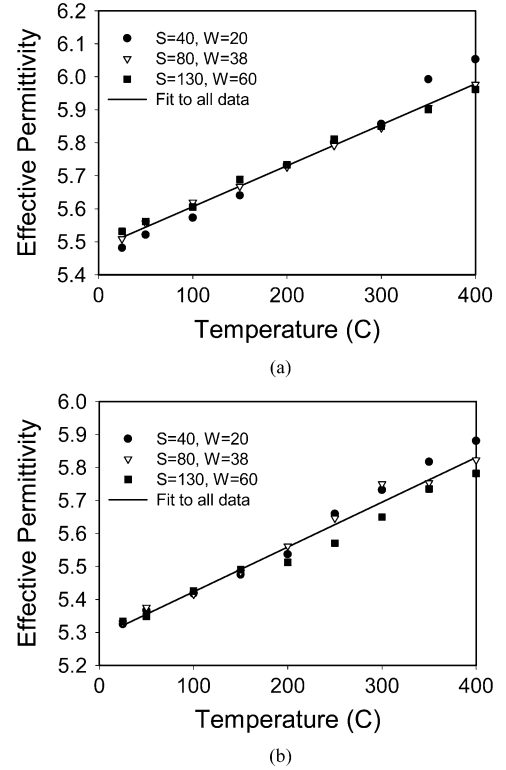 6.2
6.1
6.0
5.9
5.8
5.7
5.6
5.5
5.4
Effective Permittivity
S=40, W=20
S=80, W=38
S=130, W=60
Fit to all data
0 100 200 300 400
Temperature (C)
(a)
6.0
5.9
5.8
5.7
5.6
5.5
5.4
5.3
5.2
Effective Permittivity
S=40, W=20
S=80, W=38
S=130, W=60
Fit to all data
0 100 200 300 400
Temperature (C)
(b)